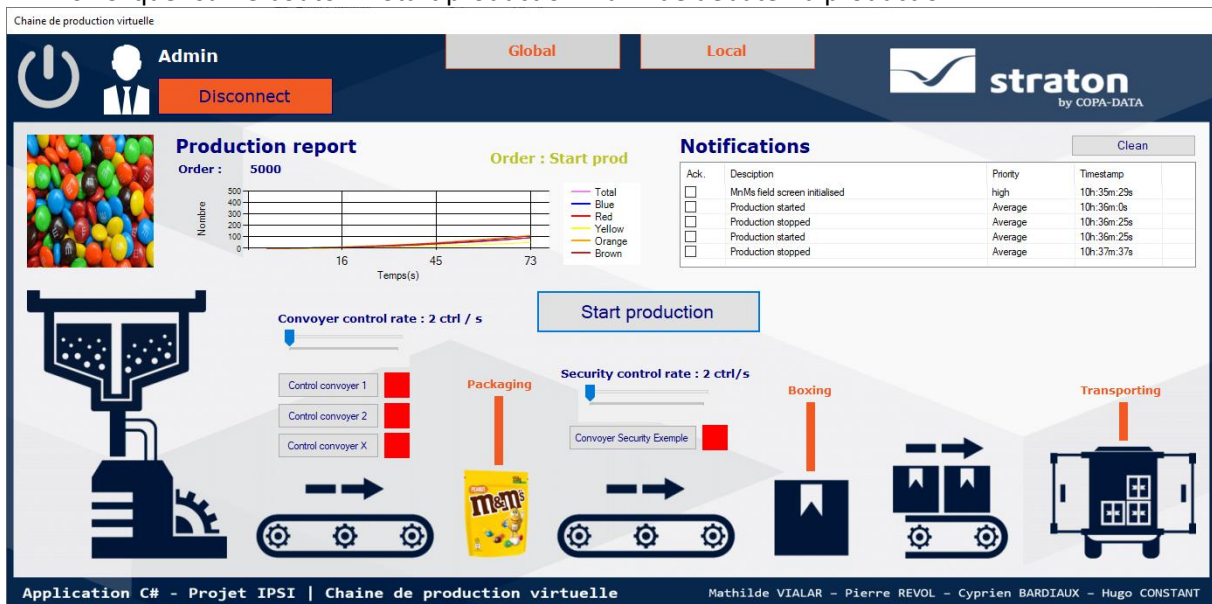 Chaine de production virtuelle
Admin
Disconnect
Global
Local
straton
by COPA-DATA
Production report
Order : 5000
Order : Start prod
Nombre
500
400
300
200
100
0
16 45 73
Temps(s)
Total
Blue
Red
Yellow
Orange
Brown
Notifications
Clean
Ack. Desciption Priority Timestamp
MnMs field screen initialised high 10h:35m:29s
Production started Average 10h:36m:0s
Production stopped Average 10h:36m:25s
Production started Average 10h:36m:25s
Production stopped Average 10h:37m:37s
Start production
Convoyer control rate : 2 ctrl / s
Control convoyer 1
Control convoyer 2
Control convoyer X
Packaging
Security control rate : 2 ctrl/s
Convoyer Security Exemple
Boxing
Transporting
m&m's
Application C# - Projet IPSI | Chaine de production virtuelle
Mathilde VIALAR – Pierre REVOL – Cyprien BARDIAUX – Hugo CONSTANT